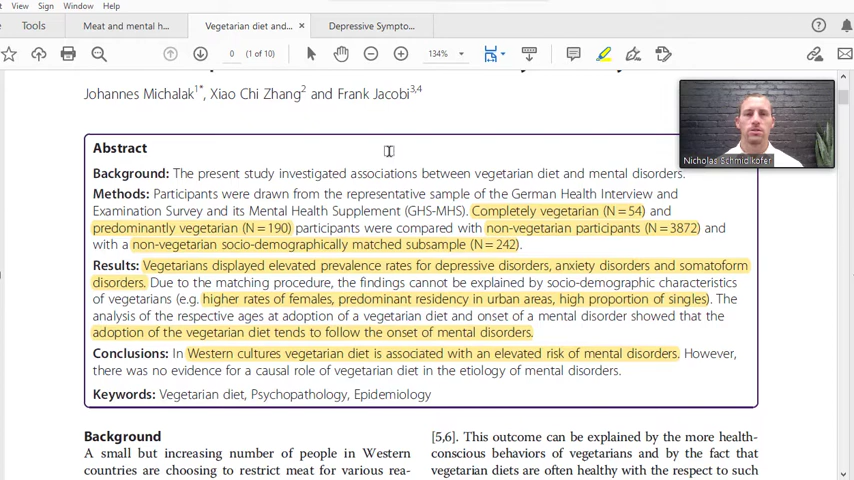 View Sign Window Help
Tools Meat and mental h... Vegetarian diet and... × Depressive Sympto...
0 (1 of 10) 134%
Johannes Michalak1*, Xiao Chi Zhang2 and Frank Jacobi3,4
Nicholas Schmidlkofer
Abstract
Background: The present study investigated associations between vegetarian diet and mental disorders.
Methods: Participants were drawn from the representative sample of the German Health Interview and
Examination Survey and its Mental Health Supplement (GHS-MHS). Completely vegetarian (N = 54) and
predominantly vegetarian (N = 190) participants were compared with non-vegetarian participants (N = 3872) and
with a non-vegetarian socio-demographically matched subsample (N = 242).
Results: Vegetarians displayed elevated prevalence rates for depressive disorders, anxiety disorders and somatoform
disorders. Due to the matching procedure, the findings cannot be explained by socio-demographic characteristics
of vegetarians (e.g. higher rates of females, predominant residency in urban areas, high proportion of singles). The
analysis of the respective ages at adoption of a vegetarian diet and onset of a mental disorder showed that the
adoption of the vegetarian diet tends to follow the onset of mental disorders.
Conclusions: In Western cultures vegetarian diet is associated with an elevated risk of mental disorders. However,
there was no evidence for a causal role of vegetarian diet in the etiology of mental disorders.
Keywords: Vegetarian diet, Psychopathology, Epidemiology
Background
A small but increasing number of people in Western
countries are choosing to restrict meat for various rea-
[5,6]. This outcome can be explained by the more health-
conscious behaviors of vegetarians and by the fact that
vegetarian diets are often healthy with the respect to such